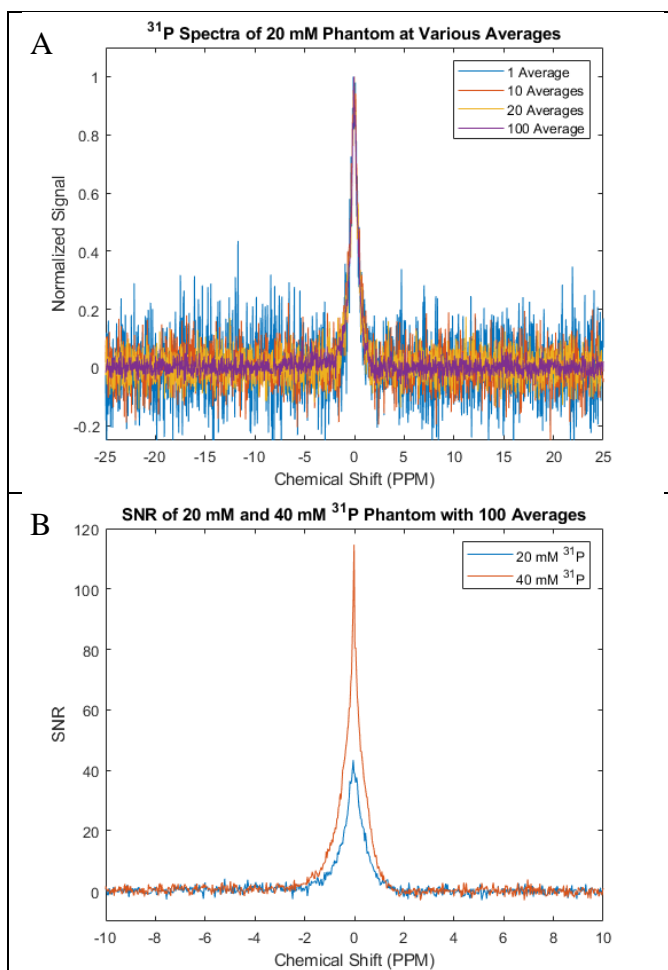 A
³¹P Spectra of 20 mM Phantom at Various Averages
1 Average
10 Averages
20 Averages
100 Average
Normalized Signal
1
0.8
0.6
0.4
0.2
0
-0.2
-25 -20 -15 -10 -5 0 5 10 15 20 25
Chemical Shift (PPM)
B
SNR of 20 mM and 40 mM ³¹P Phantom with 100 Averages
20 mM ³¹P
40 mM ³¹P
SNR
120
100
80
60
40
20
0
-10 -8 -6 -4 -2 0 2 4 6 8 10
Chemical Shift (PPM)